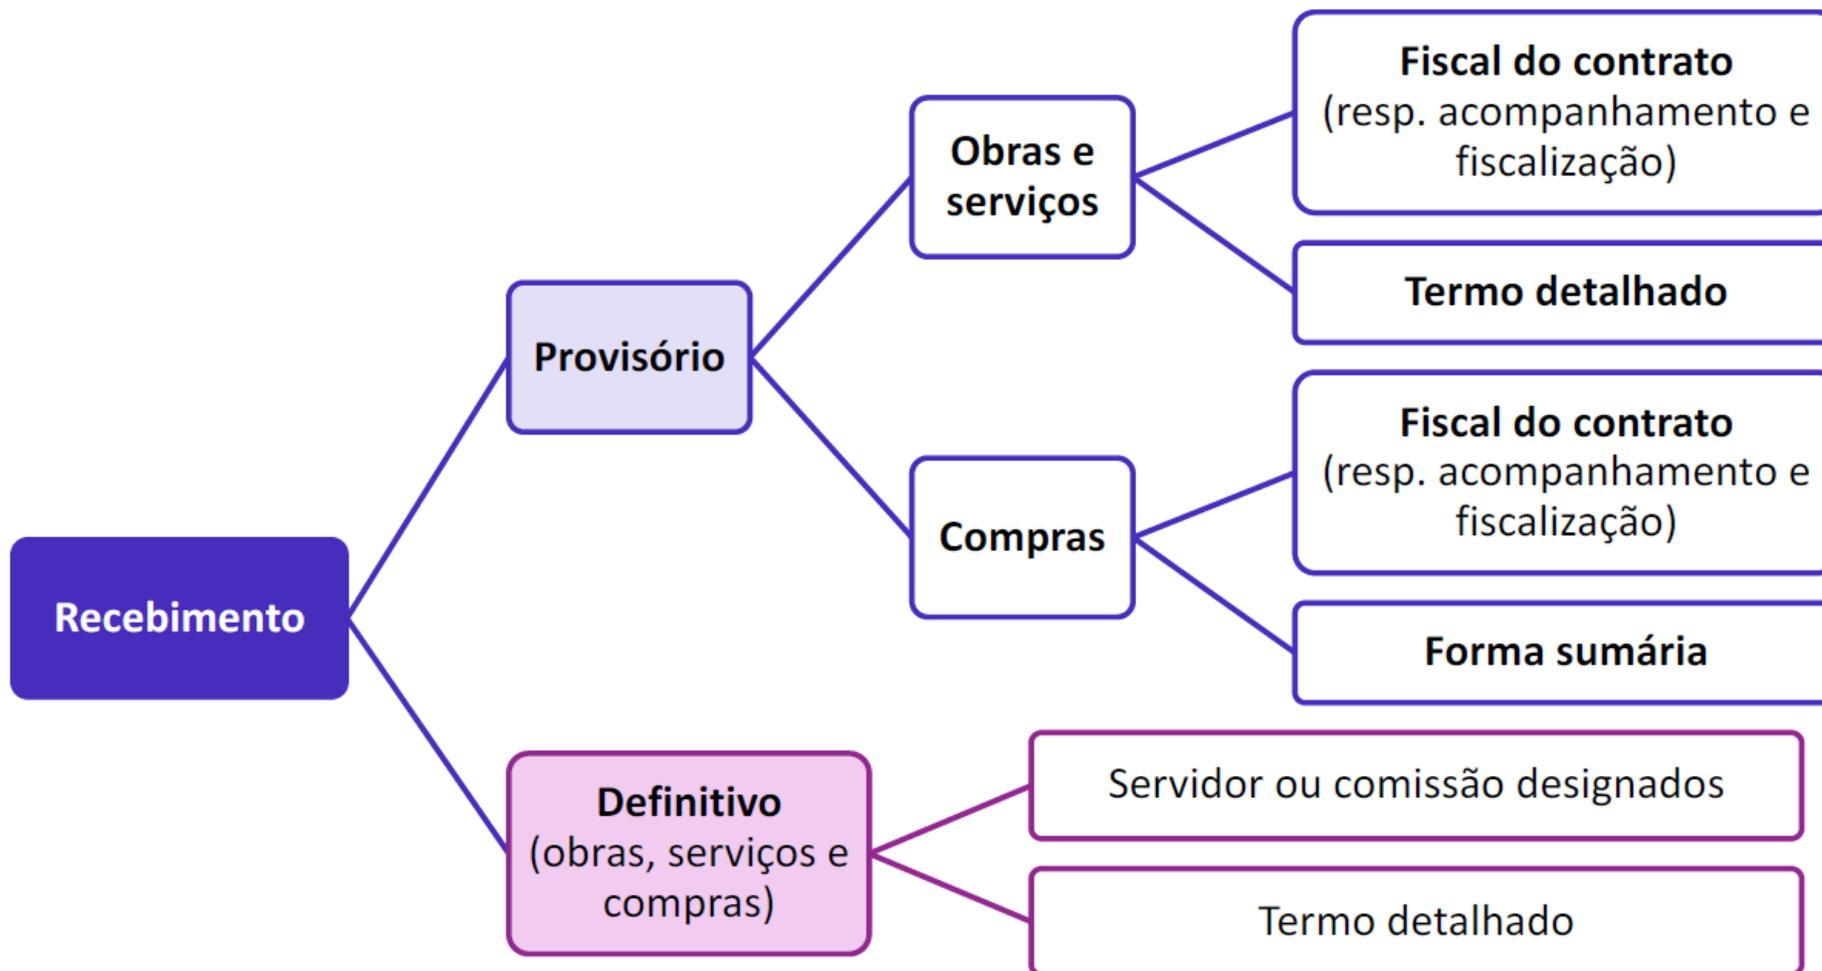 Fiscal do contrato
(resp. acompanhamento e
fiscalização)
Obras e
serviços
Termo detalhado
Provisório
Fiscal do contrato
(resp. acompanhamento e
fiscalização)
Compras
Forma sumária
Recebimento
Definitivo
(obras, serviços e
compras)
Servidor ou comissão designados
Termo detalhado